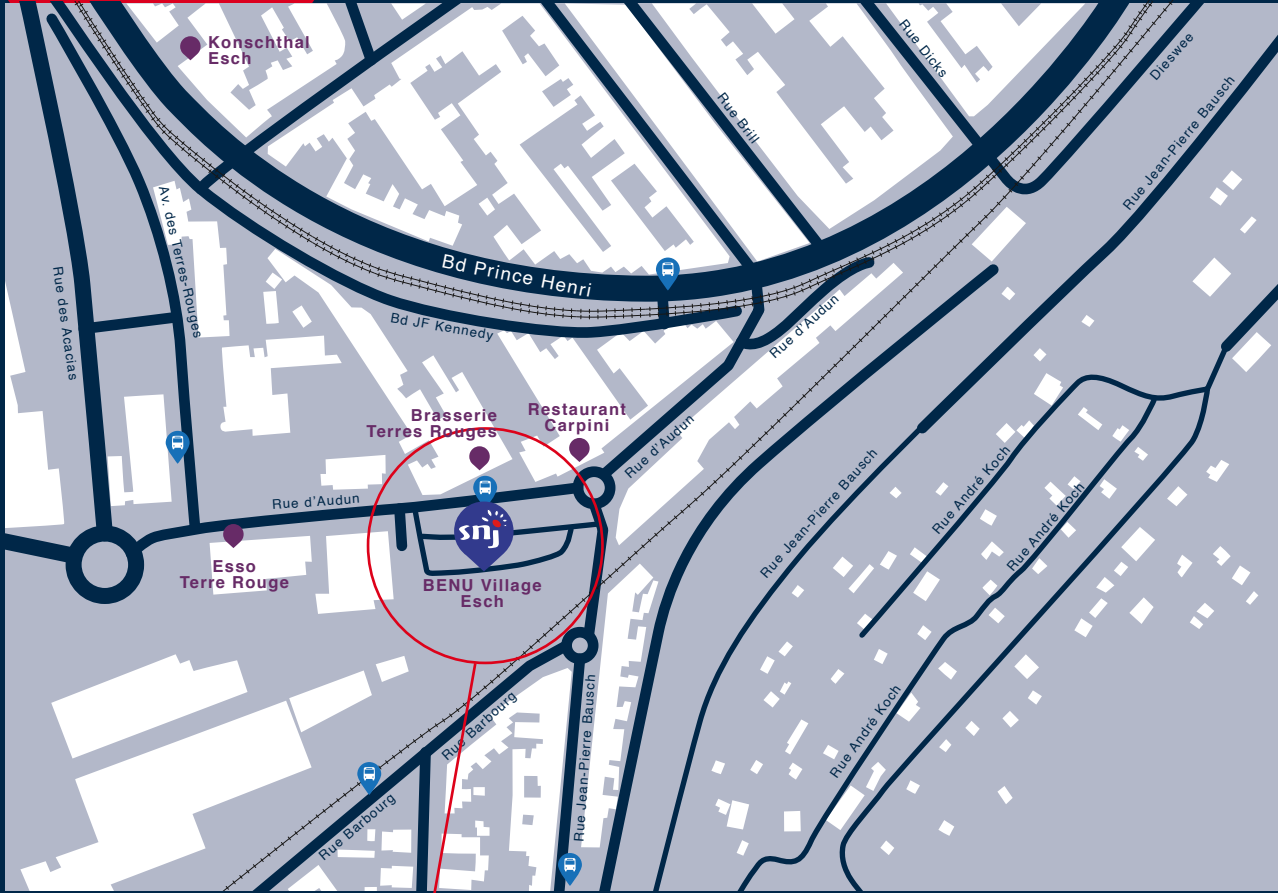 Konschthal
Esch
Rue Dicks
Dieswee
Rue Brill
Rue Jean-Pierre Bausch
Av. des Terres-Rouges
Rue des Acacias
Bd Prince Henri
Bd JF Kennedy
Rue d'Audun
Brasserie
Terres Rouges
Restaurant
Carpini
Rue d'Audun
Rue d'Audun
snj
BENU Village
Esch
Esso
Terre Rouge
Rue Jean-Pierre Bausch
Rue André Koch
Rue André Koch
Rue André Koch
Rue Barbourg
Rue Jean-Pierre Bausch
Rue Barbourg